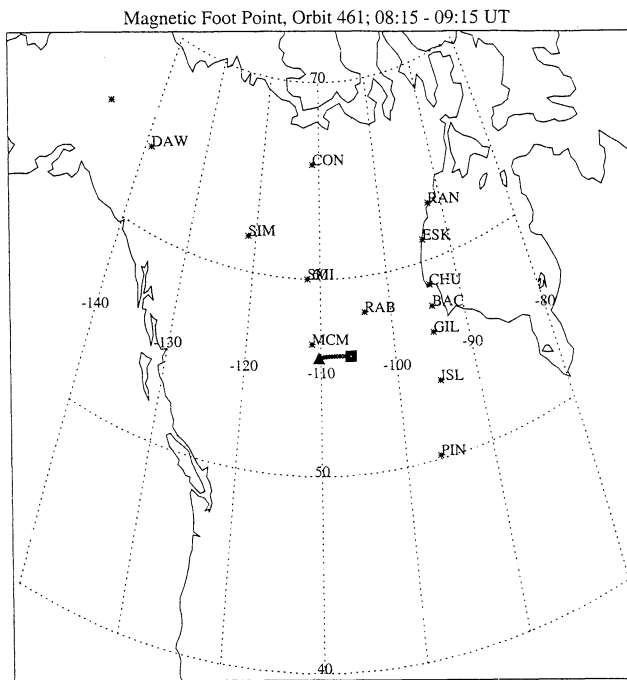 Magnetic Foot Point, Orbit 461; 08:15 - 09:15 UT
70
DAW
CON
RAN
SIM
ESK
SMI
CHU
-140
RAB
BAC
-80
GIL
-130
MCM
-90
-120
-110
-100
ISL
PIN
50
40